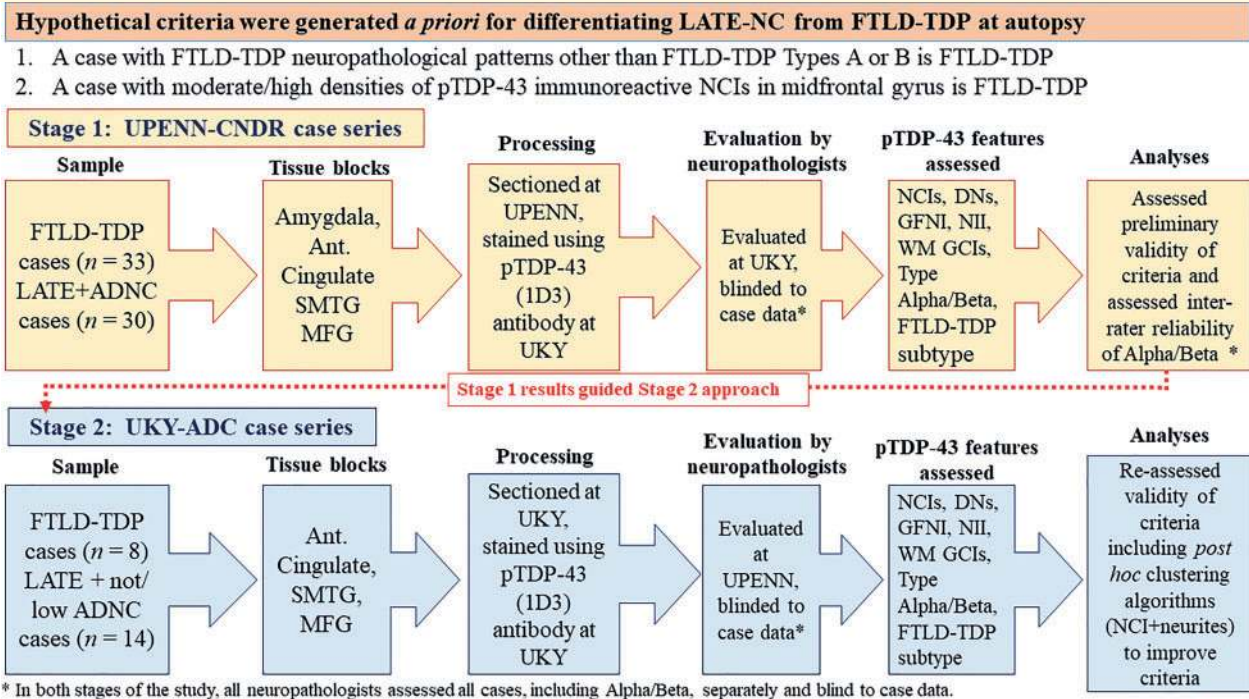 Hypothetical criteria were generated a priori for differentiating LATE-NC from FTLD-TDP at autopsy
1. A case with FTLD-TDP neuropathological patterns other than FTLD-TDP Types A or B is FTLD-TDP
2. A case with moderate/high densities of pTDP-43 immunoreactive NCIs in midfrontal gyrus is FTLD-TDP
Stage 1: UPENN-CNDR case series
Sample
FTLD-TDP
cases (n = 33)
LATE+ADNC
cases (n = 30)
Tissue blocks
Amygdala,
Ant.
Cingulate
SMTG
MFG
Processing
Sectioned at
UPENN,
stained using
pTDP-43
(1D3)
antibody at
UKY
Evaluation by
neuropathologists
Evaluated
at UKY,
blinded to
case data*
pTDP-43 features
assessed
NCIs, DNs,
GFNI, NII,
WM GCIs,
Type
Alpha/Beta,
FTLD-TDP
subtype
Analyses
Assessed
preliminary
validity of
criteria and
assessed inter-
rater reliability
of Alpha/Beta *
Stage 1 results guided Stage 2 approach
Stage 2: UKY-ADC case series
Sample
FTLD-TDP
cases (n = 8)
LATE + not/
low ADNC
cases (n = 14)
Tissue blocks
Ant.
Cingulate,
SMTG,
MFG
Processing
Sectioned at
UKY,
stained using
pTDP-43
(1D3)
antibody at
UKY
Evaluation by
neuropathologists
Evaluated
at
UPENN,
blinded to
case data*
pTDP-43 features
assessed
NCIs, DNs,
GFNI, NII,
WM GCIs,
Type
Alpha/Beta,
FTLD-TDP
subtype
Analyses
Re-assessed
validity of
criteria
including post
hoc clustering
algorithms
(NCI+neurites)
to improve
criteria
* In both stages of the study, all neuropathologists assessed all cases, including Alpha/Beta, separately and blind to case data.